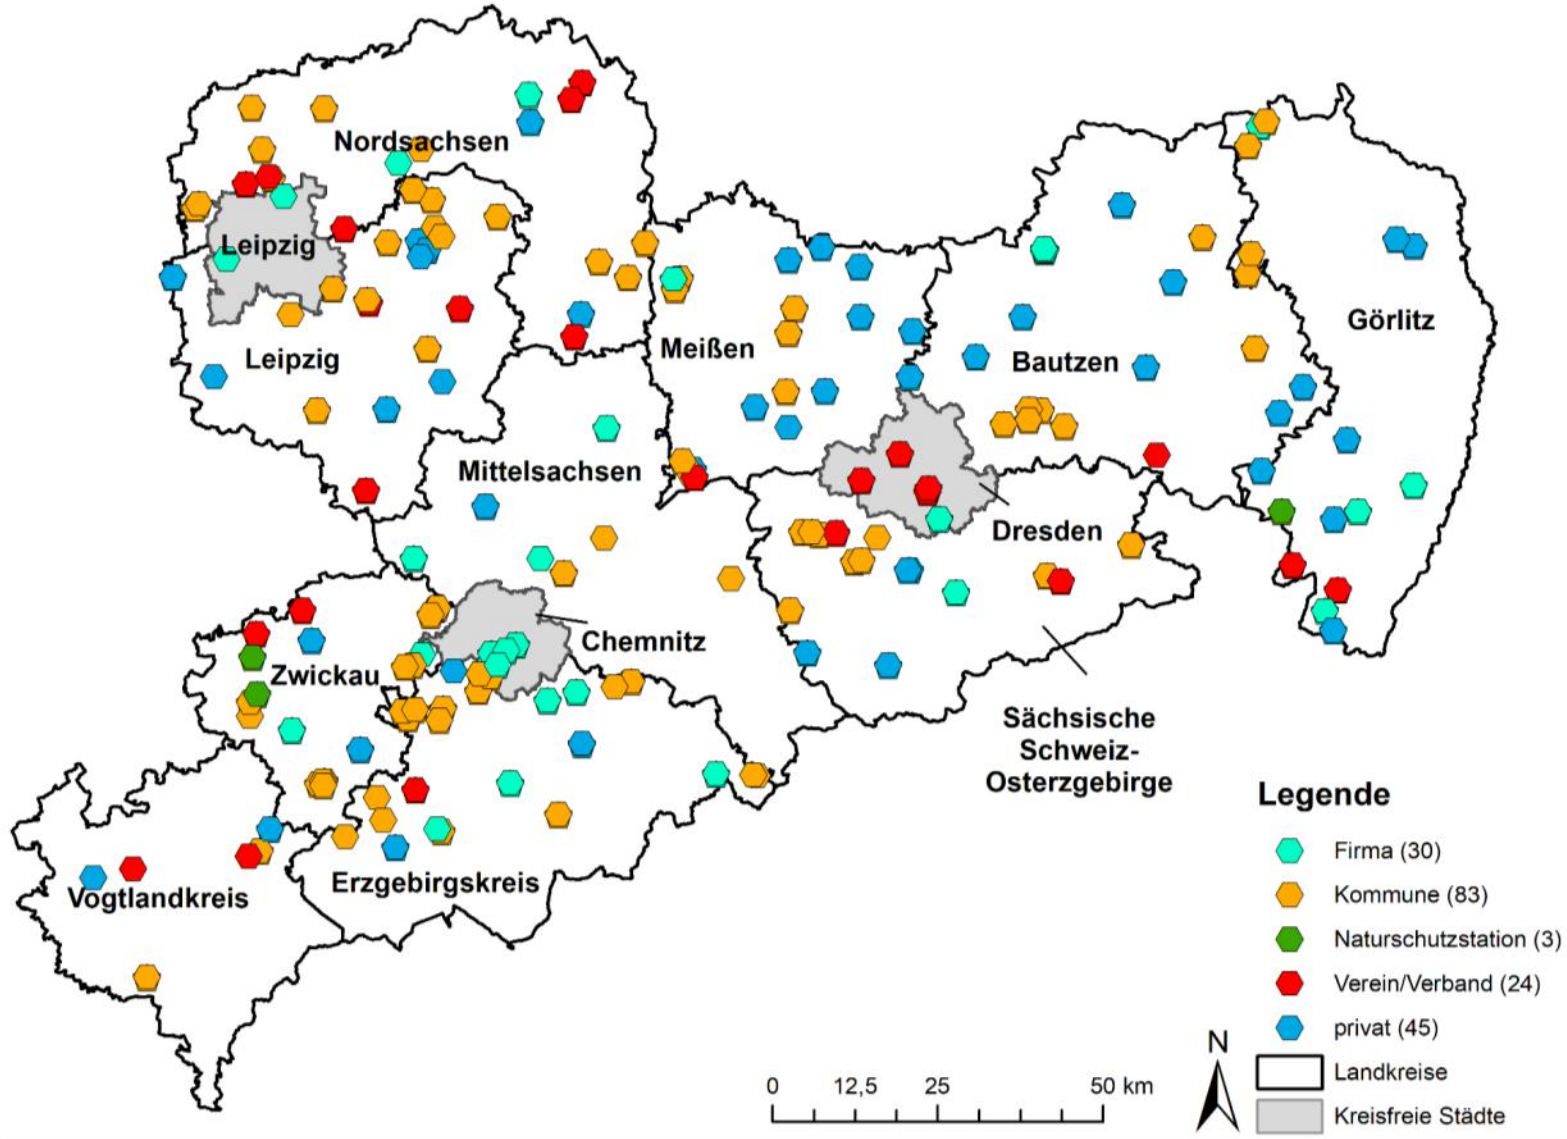 Nordsachsen
Leipzig
Leipzig
Meißen
Bautzen
Görlitz
Mittelsachsen
Dresden
Chemnitz
Zwickau
Sächsische
Schweiz-
Osterzgebirge
Erzgebirgskreis
Vogtlandkreis
Legende
Firma (30)
Kommune (83)
Naturschutzstation (3)
Verein/Verband (24)
privat (45)
Landkreise
Kreisfreie Städte
N
0 12,5 25 50 km